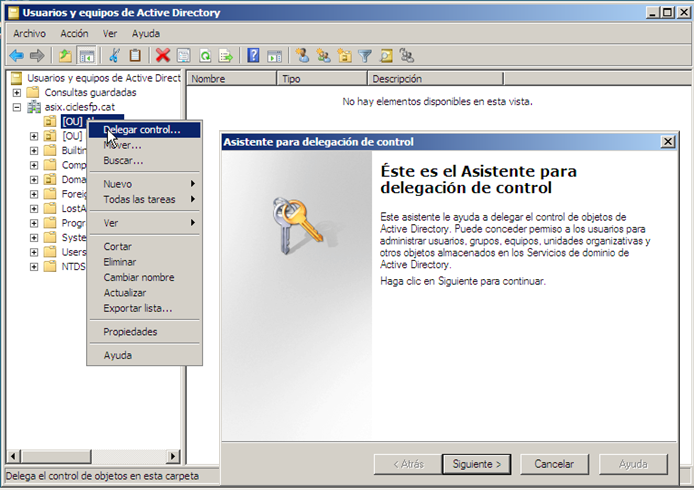 Usuarios y equipos de Active Directory
Archivo Acción Ver Ayuda
Usuarios y equipos de Active Direct
Consultas guardadas
asix.ciclesfp.cat
[OU]
[OU]
Builtin
Comp
Doma
Foreig
LostA
Progr
Syste
Users
NTDS
Delegar control...
Mover...
Buscar...
Nuevo
Todas las tareas
Ver
Cortar
Eliminar
Cambiar nombre
Actualizar
Exportar lista...
Propiedades
Ayuda
Nombre Tipo Descripción
No hay elementos disponibles en esta vista.
Asistente para delegación de control
Éste es el Asistente para
delegación de control
Este asistente le ayuda a delegar el control de objetos de
Active Directory. Puede conceder permiso a los usuarios para
administrar usuarios, grupos, equipos, unidades organizativas y
otros objetos almacenados en los Servicios de dominio de
Active Directory.
Haga clic en Siguiente para continuar.
< Atrás Siguiente > Cancelar Ayuda
Delega el control de objetos en esta carpeta